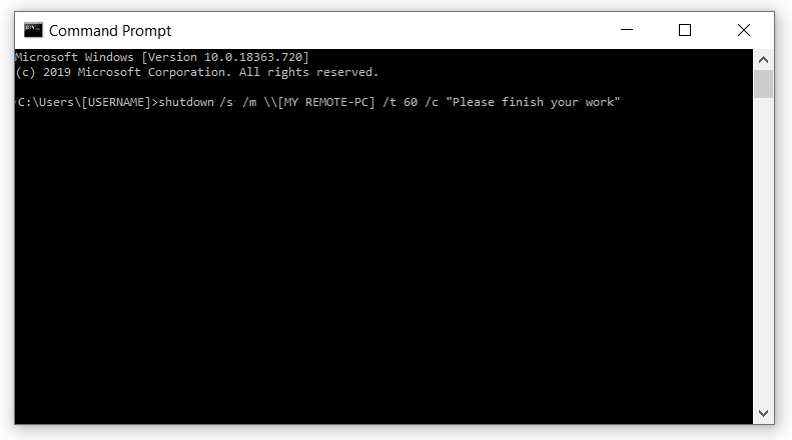 Command Prompt
Microsoft Windows [Version 10.0.18363.720]
(c) 2019 Microsoft Corporation. All rights reserved.
C:\Users\[USERNAME]>shutdown /s /m \\[MY REMOTE-PC] /t 60 /c "Please finish your work"